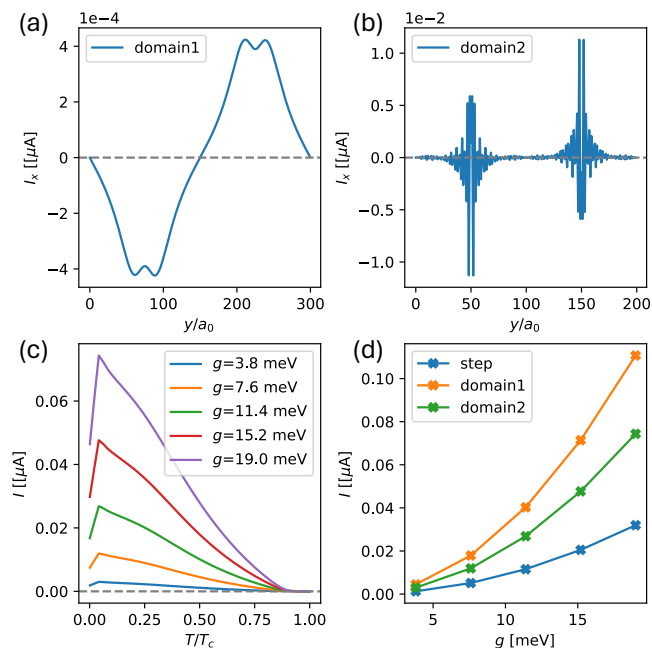 (a)
1e−4
domain1
4
2
0
−2
−4
I_x [[μA]
0
100
200
300
y/a_0
(b)
1e−2
domain2
1.0
0.5
0.0
−0.5
−1.0
I_x [[μA]
0
50
100
150
200
y/a_0
(c)
g=3.8 meV
g=7.6 meV
g=11.4 meV
g=15.2 meV
g=19.0 meV
0.06
0.04
0.02
0.00
I [[μA]
0.00
0.25
0.50
0.75
1.00
T/T_c
(d)
step
domain1
domain2
0.10
0.08
0.06
0.04
0.02
0.00
I [[μA]
5
10
15
g [meV]